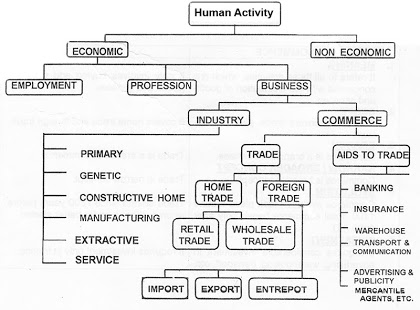 Human Activity
ECONOMIC
NON ECONOMIC
EMPLOYMENT
PROFESSION
BUSINESS
INDUSTRY
COMMERCE
PRIMARY
GENETIC
CONSTRUCTIVE HOME
MANUFACTURING
EXTRACTIVE
SERVICE
TRADE
AIDS TO TRADE
HOME
TRADE
FOREIGN
TRADE
RETAIL
TRADE
WHOLESALE
TRADE
IMPORT
EXPORT
ENTREPOT
BANKING
INSURANCE
WAREHOUSE
TRANSPORT &
COMMUNICATION
ADVERTISING &
PUBLICITY
MERCANTILE
AGENTS, ETC.